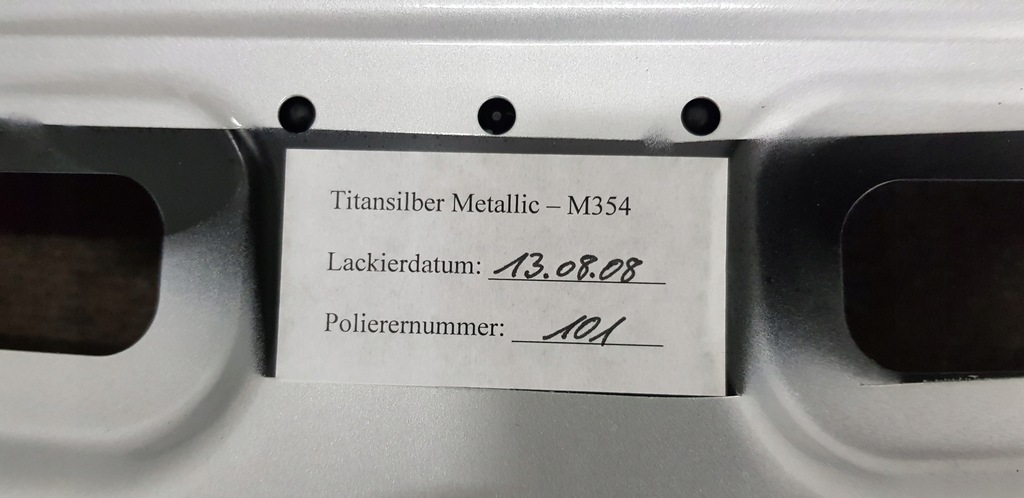 Titansilber Metallic – M354
Lackierdatum: 13.08.08
Polierernummer: 101